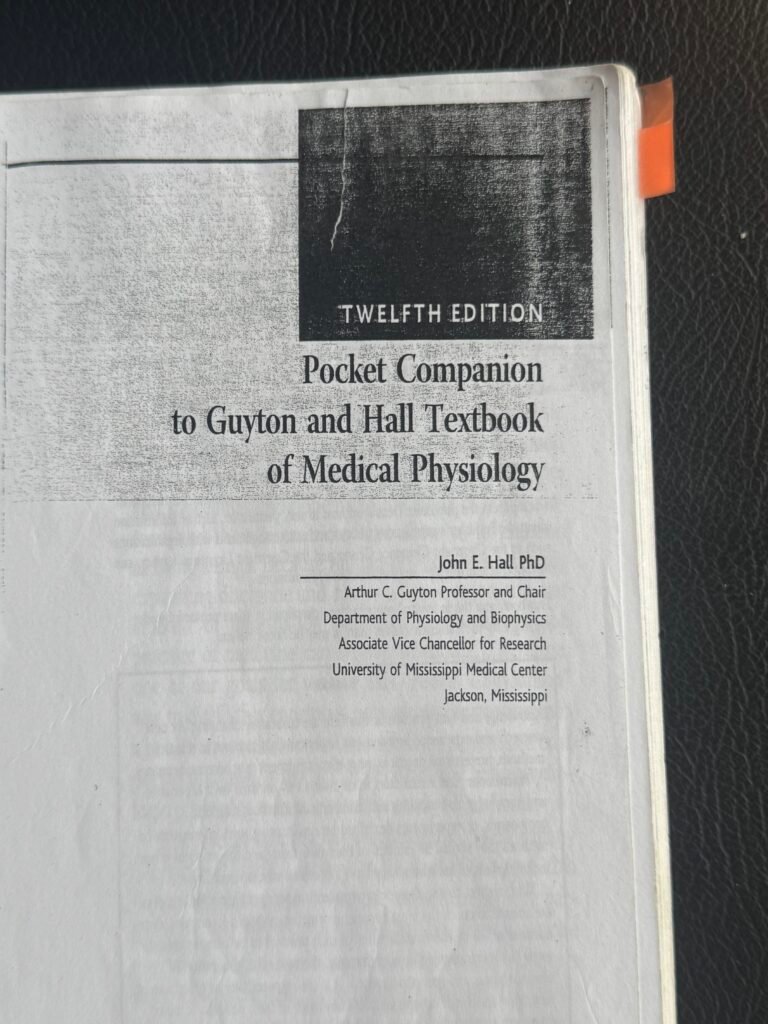 TWELFTH EDITION
Pocket Companion
to Guyton and Hall Textbook
of Medical Physiology
John E. Hall PhD
Arthur C. Guyton Professor and Chair
Department of Physiology and Biophysics
Associate Vice Chancellor for Research
University of Mississippi Medical Center
Jackson, Mississippi